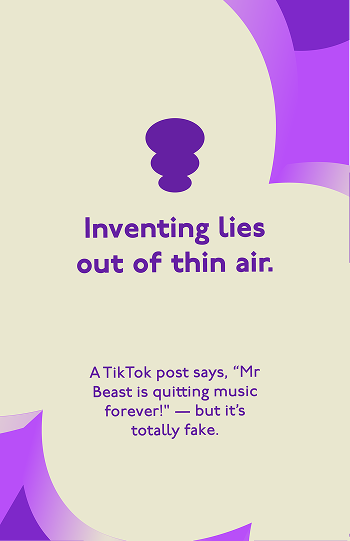 Inventing lies
out of thin air.
A TikTok post says, “Mr
Beast is quitting music
forever!" — but it’s
totally fake.